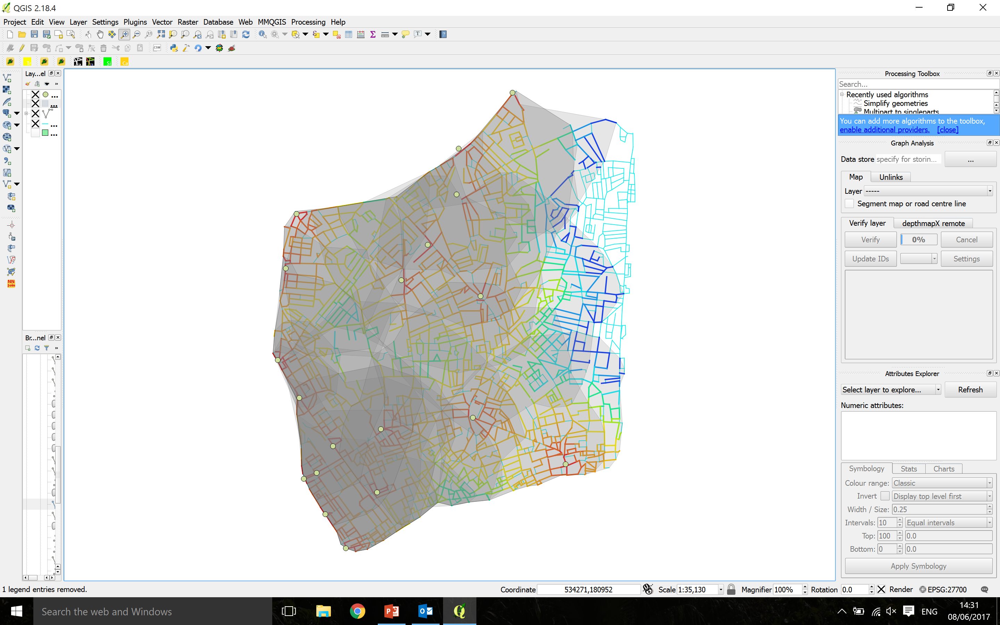 QGIS 2.18.4
Project Edit View Layer Settings Plugins Vector Raster Database Web MMQGIS Processing Help
CSW
Si Ca
Lay...el
...
...
...
...
NN
Join
Br...nel
Processing Toolbox
Search...
Recently used algorithms
Simplify geometries
Multipart to singleparts
You can add more algorithms to the toolbox,
enable additional providers. [close]
Graph Analysis
Data store specify for storin... ...
Map Unlinks
Layer -----
Segment map or road centre line
Verify layer depthmapX remote
Verify 0% Cancel
Update IDs Settings
Attributes Explorer
Select layer to explore... Refresh
Numeric attributes:
Symbology Stats Charts
Colour range: Classic
Invert Display top level first
Width / Size: 0.25
Intervals: 10 Equal intervals
Top: 100 0.0
Bottom: 0 0.0
Apply Symbology
1 legend entries removed. Coordinate 534271,180952 Scale 1:35,130 Magnifier 100% Rotation 0.0 Render EPSG:27700
Search the web and Windows ENG 14:31
08/06/2017